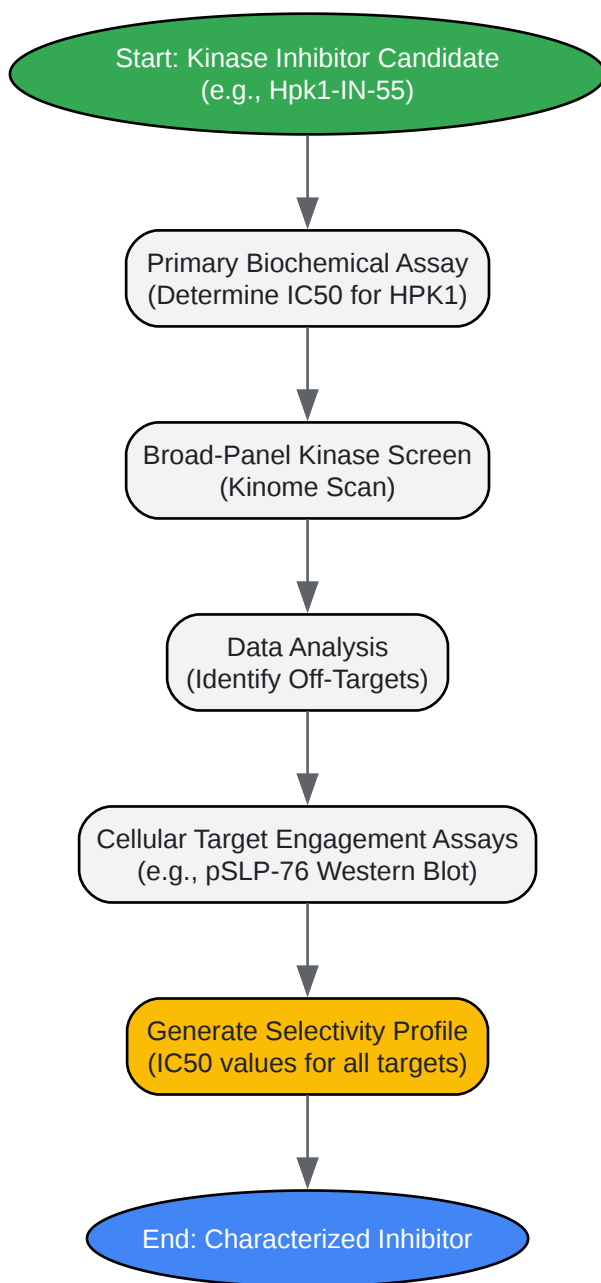 Start: Kinase Inhibitor Candidate
(e.g., Hpk1-IN-55)
Primary Biochemical Assay
(Determine IC50 for HPK1)
Broad-Panel Kinase Screen
(Kinome Scan)
Data Analysis
(Identify Off-Targets)
Cellular Target Engagement Assays
(e.g., pSLP-76 Western Blot)
Generate Selectivity Profile
(IC50 values for all targets)
End: Characterized Inhibitor